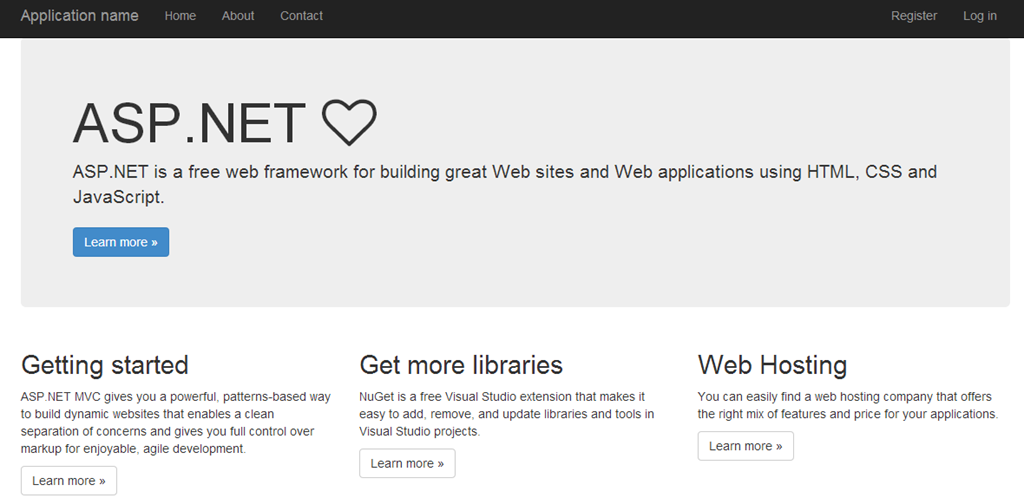 Application name Home About Contact Register Log in
ASP.NET
ASP.NET is a free web framework for building great Web sites and Web applications using HTML, CSS and
JavaScript.
Learn more »
Getting started
ASP.NET MVC gives you a powerful, patterns-based way
to build dynamic websites that enables a clean
separation of concerns and gives you full control over
markup for enjoyable, agile development.
Learn more »
Get more libraries
NuGet is a free Visual Studio extension that makes it
easy to add, remove, and update libraries and tools in
Visual Studio projects.
Learn more »
Web Hosting
You can easily find a web hosting company that offers
the right mix of features and price for your applications.
Learn more »